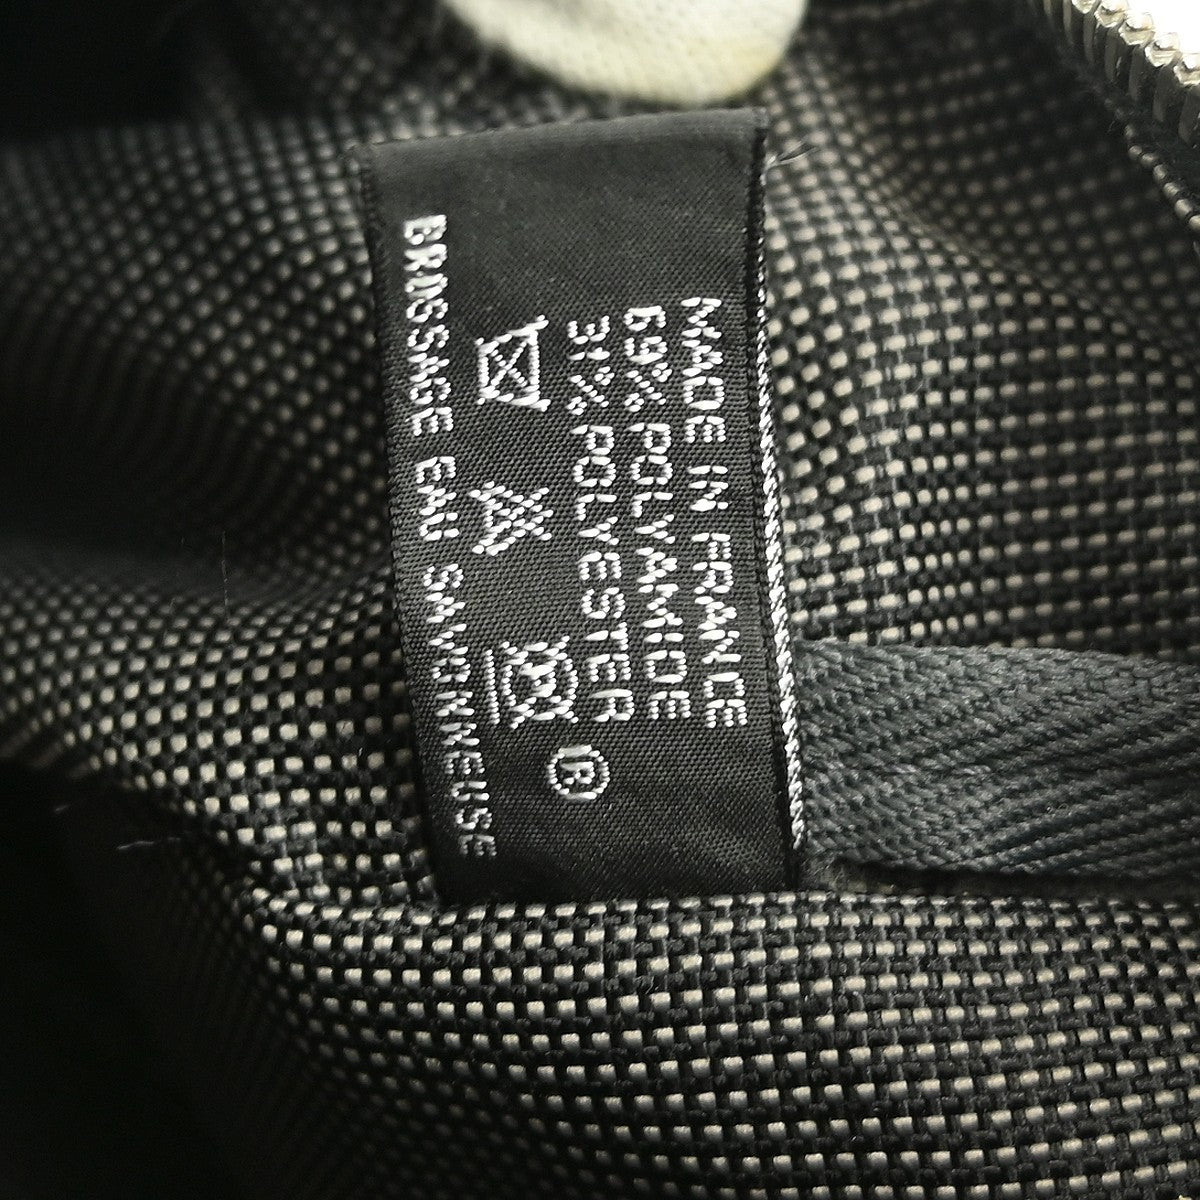 MADE IN FRANCE
69% POLYAMIDE
31% POLYESTER
BROSSAGE EAU SAVONNEUSE